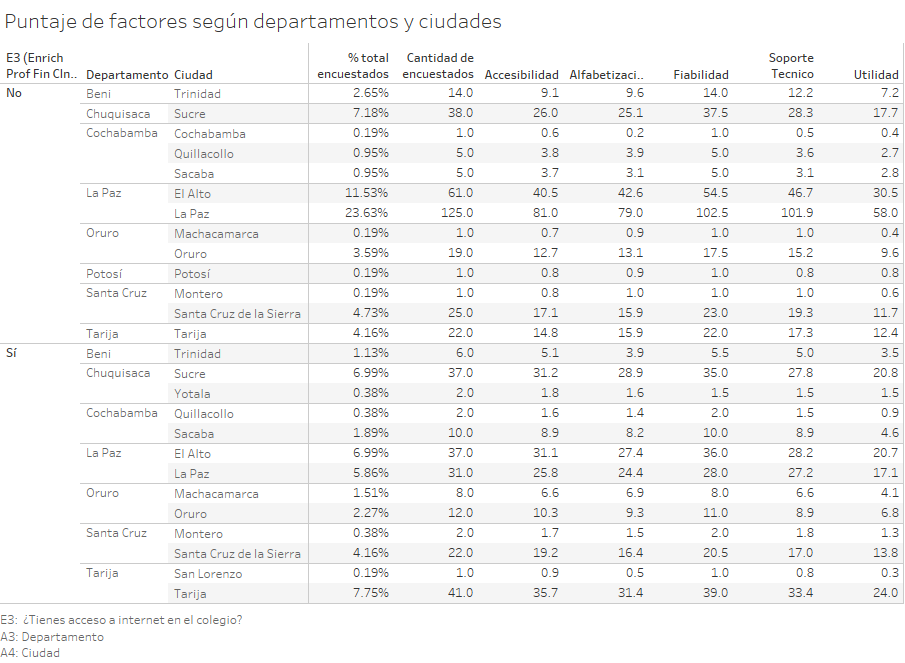 Puntaje de factores según departamentos y ciudades
E3 (Enrich Prof Fin Cln.. Departamento Ciudad % total encuestados Cantidad de encuestados Accesibilidad Alfabetizaci.. Fiabilidad Soporte Tecnico Utilidad
No Beni Trinidad 2.65% 14.0 9.1 9.6 14.0 12.2 7.2
Chuquisaca Sucre 7.18% 38.0 26.0 25.1 37.5 28.3 17.7
Cochabamba Cochabamba 0.19% 1.0 0.6 0.2 1.0 0.5 0.4
Quillacollo 0.95% 5.0 3.8 3.9 5.0 3.6 2.7
Sacaba 0.95% 5.0 3.7 3.1 5.0 3.1 2.8
La Paz El Alto 11.53% 61.0 40.5 42.6 54.5 46.7 30.5
La Paz 23.63% 125.0 81.0 79.0 102.5 101.9 58.0
Oruro Machacamarca 0.19% 1.0 0.7 0.9 1.0 1.0 0.4
Oruro 3.59% 19.0 12.7 13.1 17.5 15.2 9.6
Potosí Potosí 0.19% 1.0 0.8 0.9 1.0 0.8 0.8
Santa Cruz Montero 0.19% 1.0 0.8 1.0 1.0 1.0 0.6
Santa Cruz de la Sierra 4.73% 25.0 17.1 15.9 23.0 19.3 11.7
Tarija Tarija 4.16% 22.0 14.8 15.9 22.0 17.3 12.4
Sí Beni Trinidad 1.13% 6.0 5.1 3.9 5.5 5.0 3.5
Chuquisaca Sucre 6.99% 37.0 31.2 28.9 35.0 27.8 20.8
Yotala 0.38% 2.0 1.8 1.6 1.5 1.5 1.5
Cochabamba Quillacollo 0.38% 2.0 1.6 1.4 2.0 1.5 0.9
Sacaba 1.89% 10.0 8.9 8.2 10.0 8.9 4.6
La Paz El Alto 6.99% 37.0 31.1 27.4 36.0 28.2 20.7
La Paz 5.86% 31.0 25.8 24.4 28.0 27.2 17.1
Oruro Machacamarca 1.51% 8.0 6.6 6.9 8.0 6.6 4.1
Oruro 2.27% 12.0 10.3 9.3 11.0 8.9 6.8
Santa Cruz Montero 0.38% 2.0 1.7 1.5 2.0 1.8 1.3
Santa Cruz de la Sierra 4.16% 22.0 19.2 16.4 20.5 17.0 13.8
Tarija San Lorenzo 0.19% 1.0 0.9 0.5 1.0 0.8 0.3
Tarija 7.75% 41.0 35.7 31.4 39.0 33.4 24.0
E3: ¿Tienes acceso a internet en el colegio?
A3: Departamento
A4: Ciudad